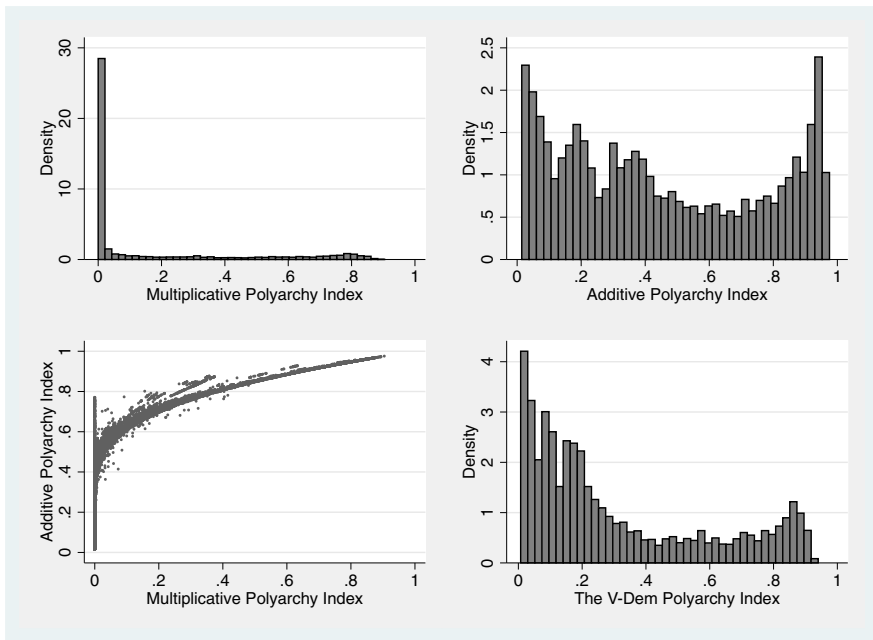 30
20
10
0
Density
0 .2 .4 .6 .8 1
Multiplicative Polyarchy Index
2.5
2
1.5
1
.5
0
Density
0 .2 .4 .6 .8 1
Additive Polyarchy Index
1
.8
.6
.4
.2
0
Additive Polyarchy Index
0 .2 .4 .6 .8 1
Multiplicative Polyarchy Index
4
3
2
1
0
Density
0 .2 .4 .6 .8 1
The V-Dem Polyarchy Index